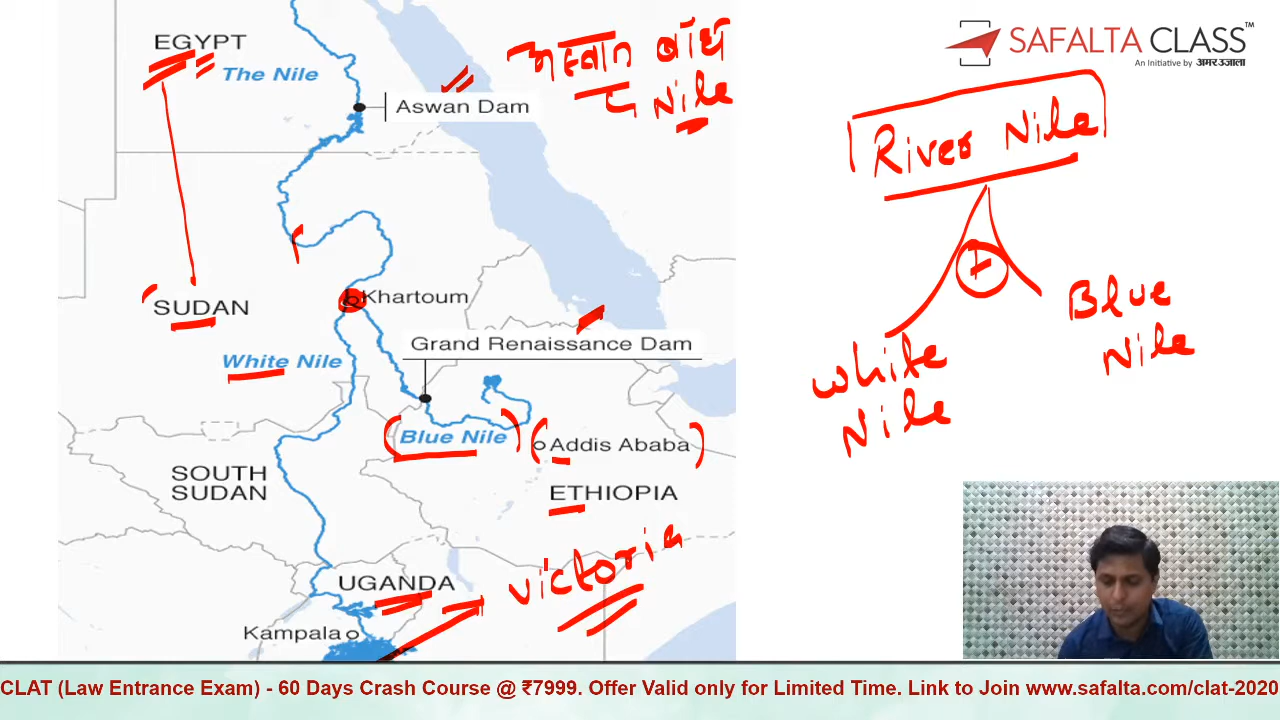 EGYPT
The Nile
Aswan Dam
अस्वान बाँध
Nile
SAFALTA CLASS™
An Initiative by अमर उजाला
River Nile
White
Nile
Blue
Nile
SUDAN
Khartoum
White Nile
Grand Renaissance Dam
Blue Nile
Addis Ababa
SOUTH
SUDAN
ETHIOPIA
UGANDA
Victoria
Kampala
CLAT (Law Entrance Exam) - 60 Days Crash Course @ ₹7999. Offer Valid only for Limited Time. Link to Join www.safalta.com/clat-2020